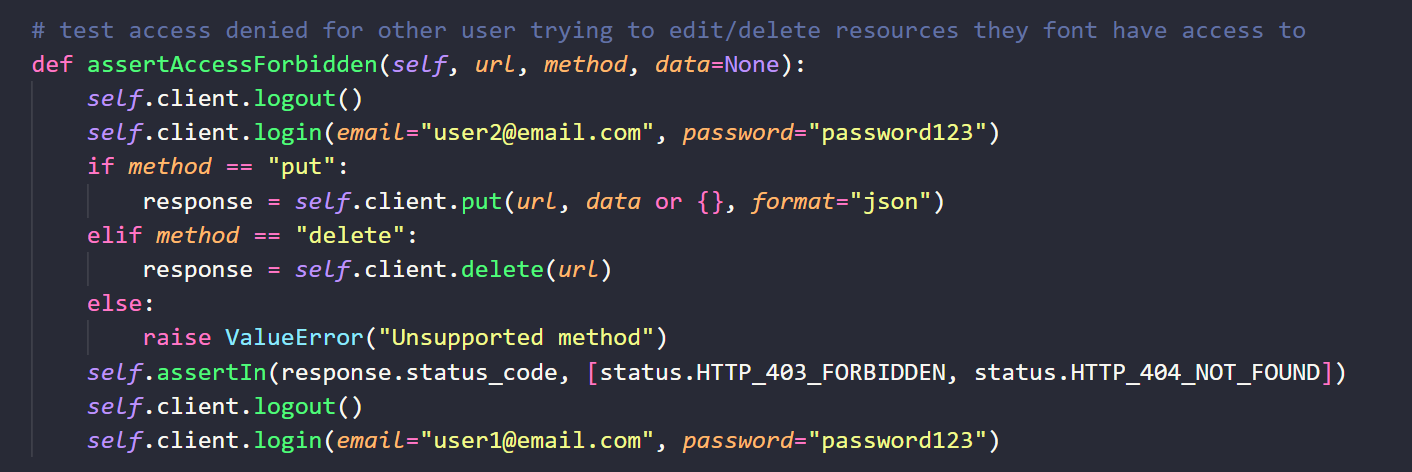 # test access denied for other user trying to edit/delete resources they font have access to
def assertAccessForbidden(self, url, method, data=None):
    self.client.logout()
    self.client.login(email="user2@email.com", password="password123")
    if method == "put":
        response = self.client.put(url, data or {}, format="json")
    elif method == "delete":
        response = self.client.delete(url)
    else:
        raise ValueError("Unsupported method")
    self.assertIn(response.status_code, [status.HTTP_403_FORBIDDEN, status.HTTP_404_NOT_FOUND])
    self.client.logout()
    self.client.login(email="user1@email.com", password="password123")